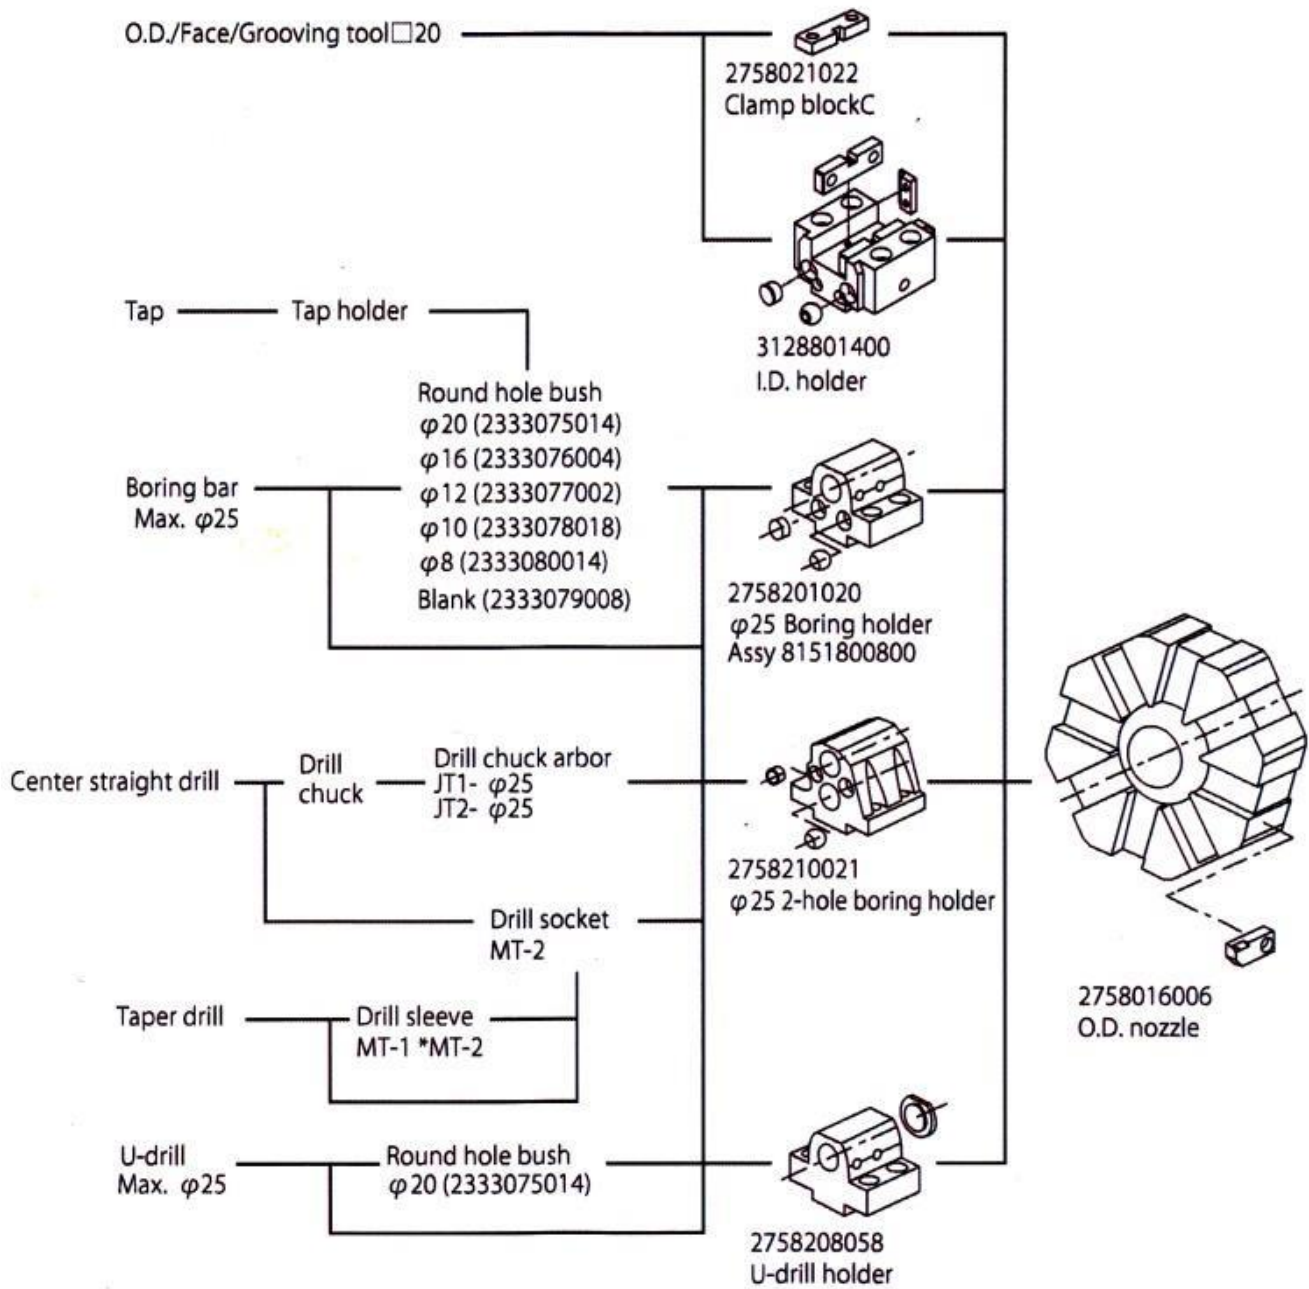 O.D./Face/Grooving tool□20
2758021022
Clamp blockC
3128801400
I.D. holder
Tap
Tap holder
Round hole bush
φ20 (2333075014)
φ16 (2333076004)
φ12 (2333077002)
φ10 (2333078018)
φ8 (2333080014)
Blank (2333079008)
Boring bar
Max. φ25
2758201020
φ25 Boring holder
Assy 8151800800
Center straight drill
Drill
chuck
Drill chuck arbor
JT1- φ25
JT2- φ25
2758210021
φ25 2-hole boring holder
Drill socket
MT-2
Taper drill
Drill sleeve
MT-1 *MT-2
2758016006
O.D. nozzle
U-drill
Max. φ25
Round hole bush
φ20 (2333075014)
2758208058
U-drill holder